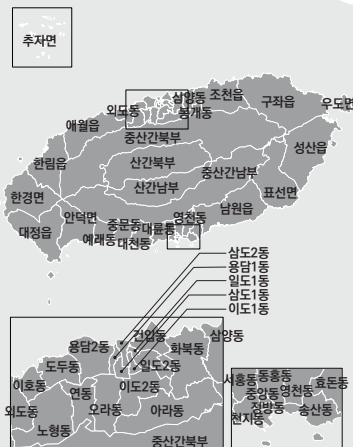 추자면
삼양동 조천읍
구좌읍
우도면
외도동
봉개동
애월읍
성산읍
중산간북부
한림읍
산간북부
중산간남부
산간남부
표선면
한경면
남원읍
안덕면
영천동
중문동 대륜동
대정읍
예래동 대천동
삼도2동
용담1동
일도1동
삼도1동
이도1동
건입동
삼양동
용담2동
화북동
도두동
일도2동
이호동
연동
이도2동
외도동
오라동
아라동
노형동
중산간북부
서홍동 동홍동
효돈동
중앙동 영천동
정방동
송산동
천지동